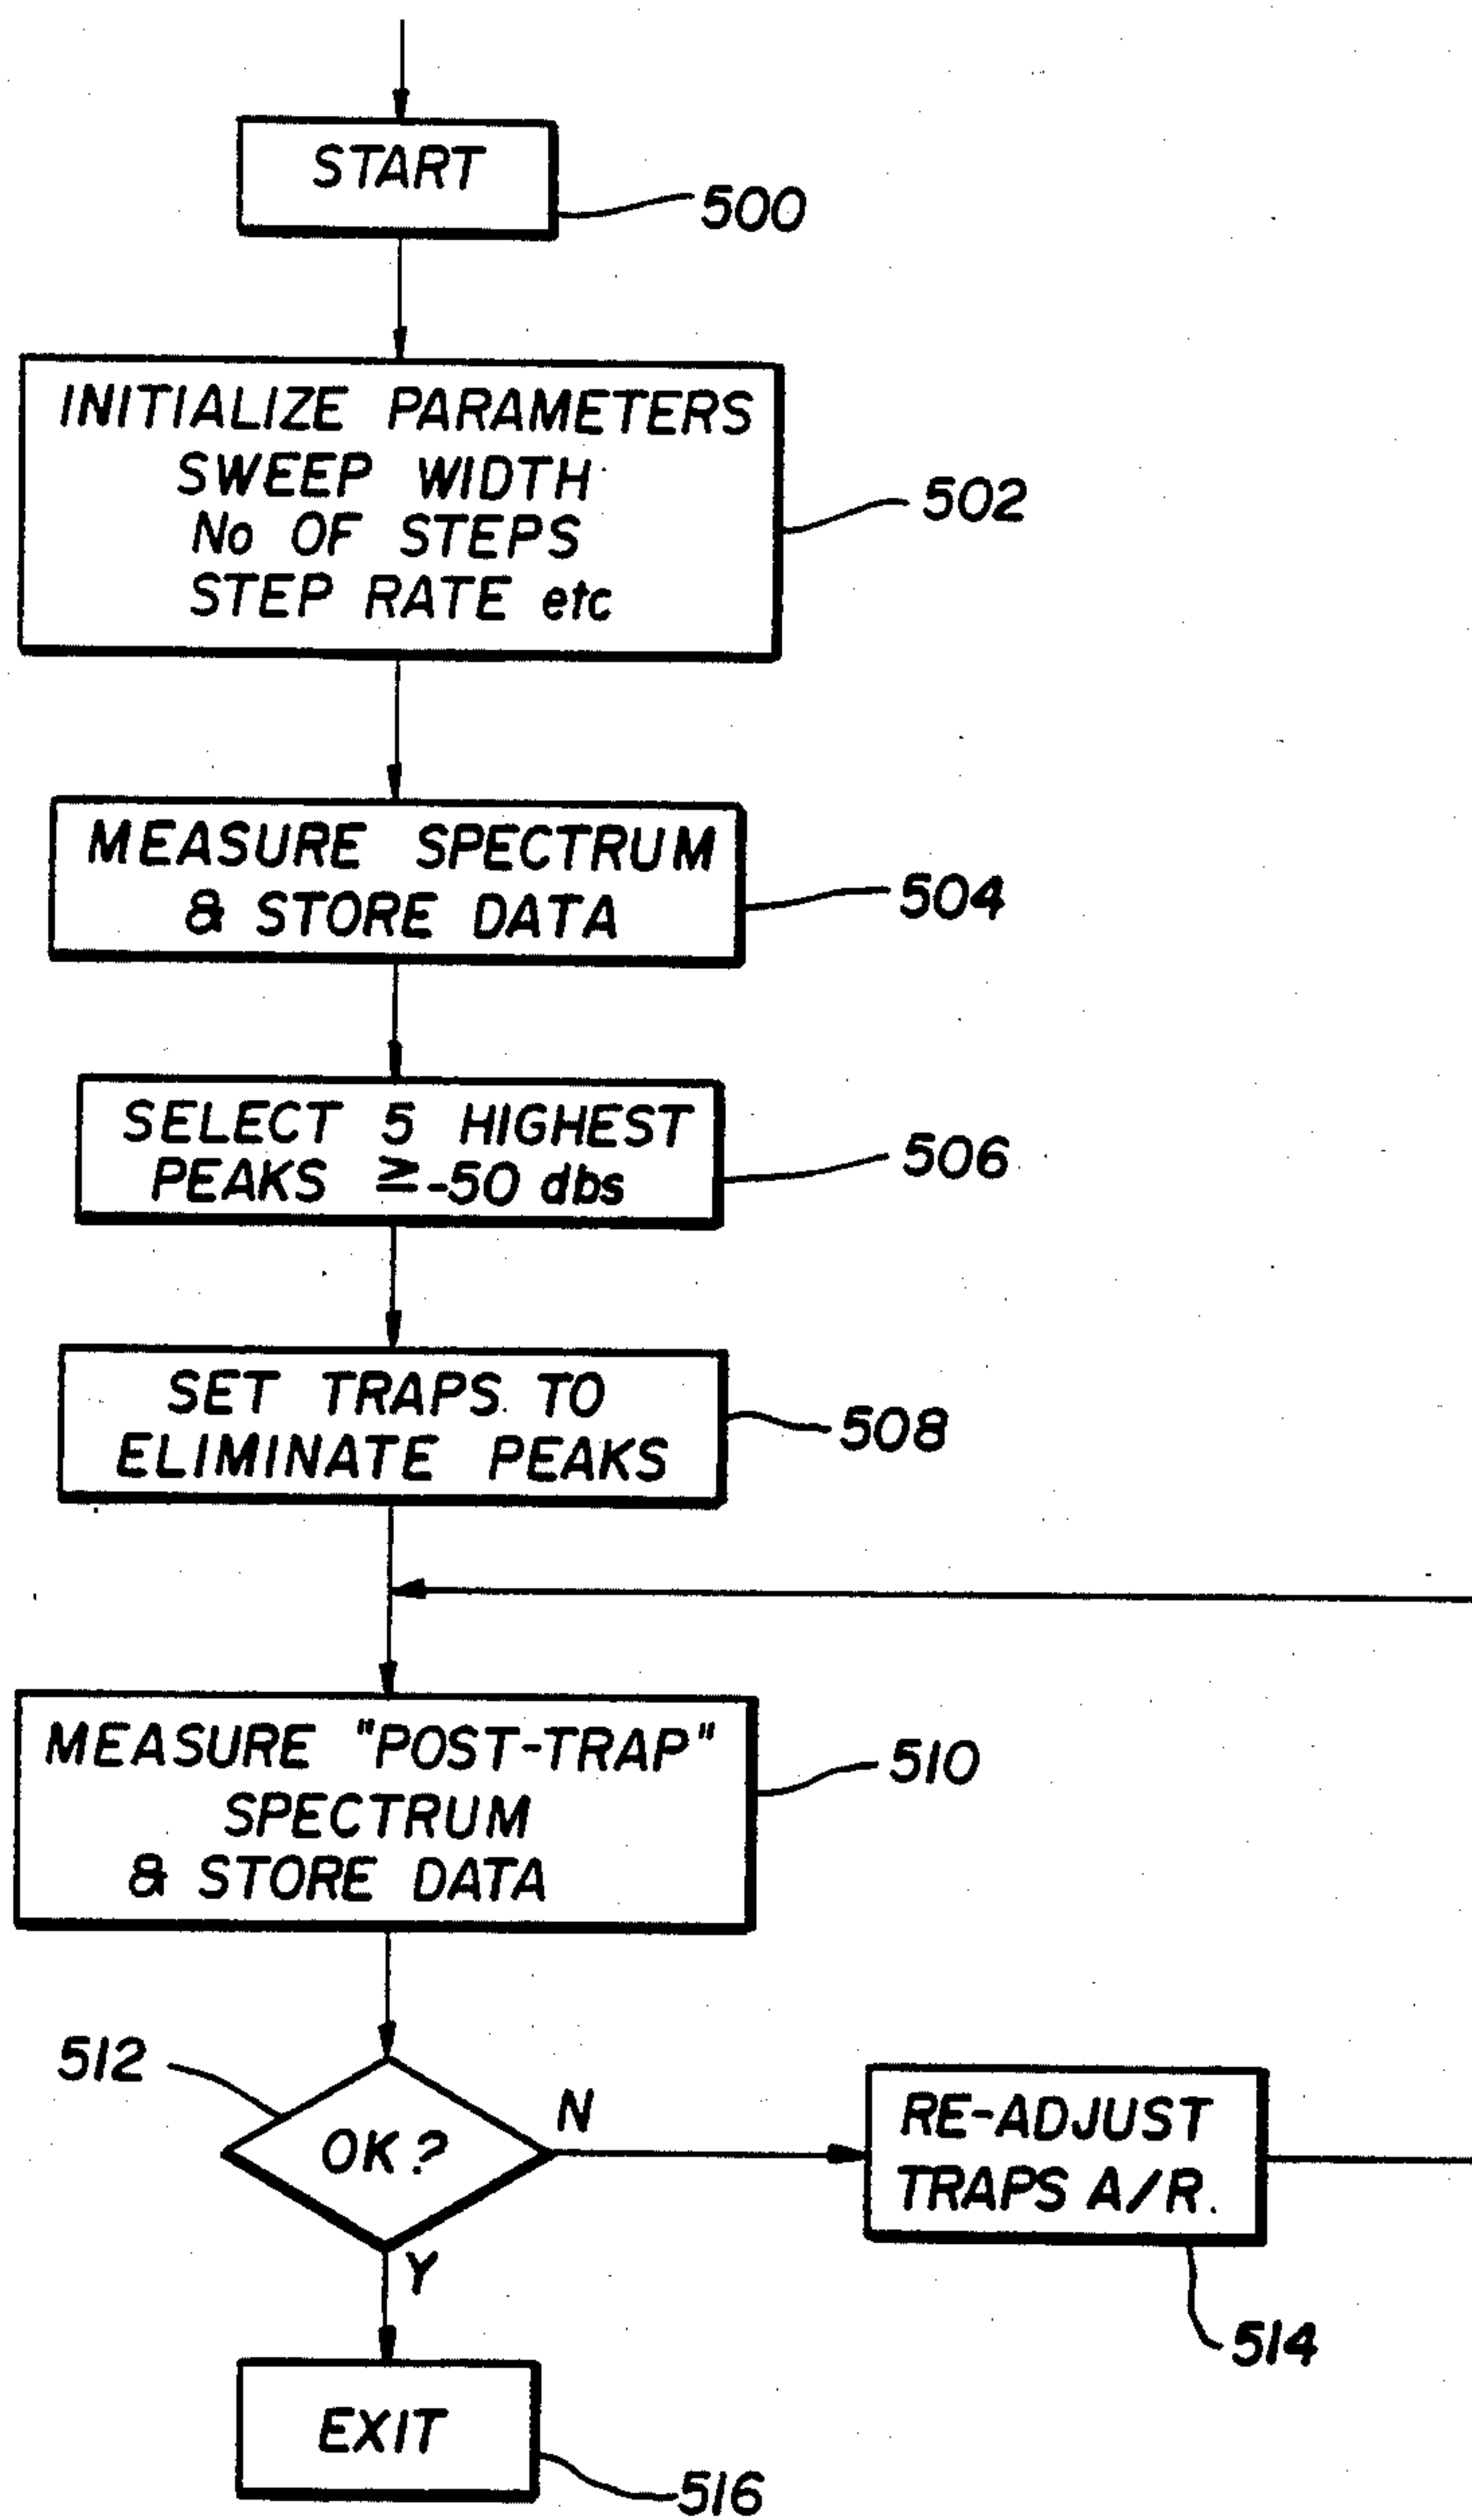 START
500
INITIALIZE PARAMETERS
SWEEP WIDTH
No OF STEPS
STEP RATE etc
502
MEASURE SPECTRUM
& STORE DATA
504
SELECT 5 HIGHEST
PEAKS ≥-50 dbs
506
SET TRAPS TO
ELIMINATE PEAKS
508
MEASURE "POST-TRAP"
SPECTRUM
& STORE DATA
510
512
OK?
N
Y
RE-ADJUST
TRAPS A/R.
514
EXIT
516